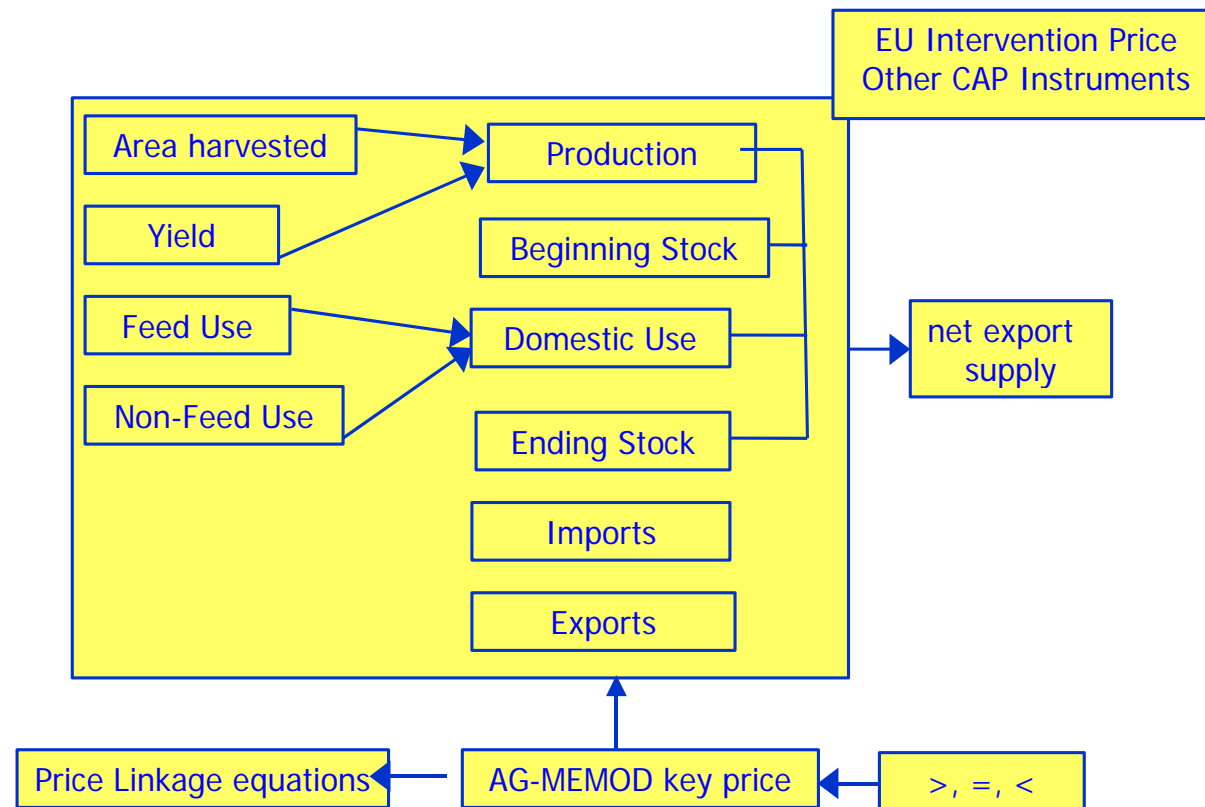 EU Intervention Price
Other CAP Instruments
Area harvested
Production
Yield
Beginning Stock
Feed Use
Domestic Use
net export
supply
Non-Feed Use
Ending Stock
Imports
Exports
Price Linkage equations
AG-MEMOD key price
>, =, <